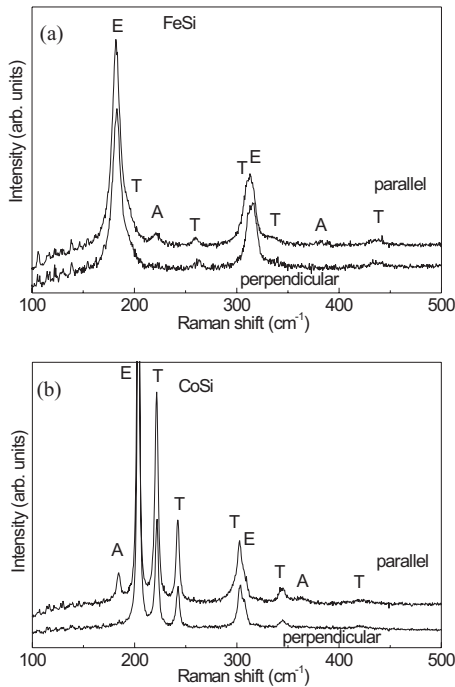 (a)
E
FeSi
T
A
T
T
E
T
A
T
parallel
perpendicular
Intensity (arb. units)
100
200
300
400
500
Raman shift (cm⁻¹)
(b)
E
T
CoSi
T
A
T
E
T
A
T
parallel
perpendicular
Intensity (arb. units)
100
200
300
400
500
Raman shift (cm⁻¹)